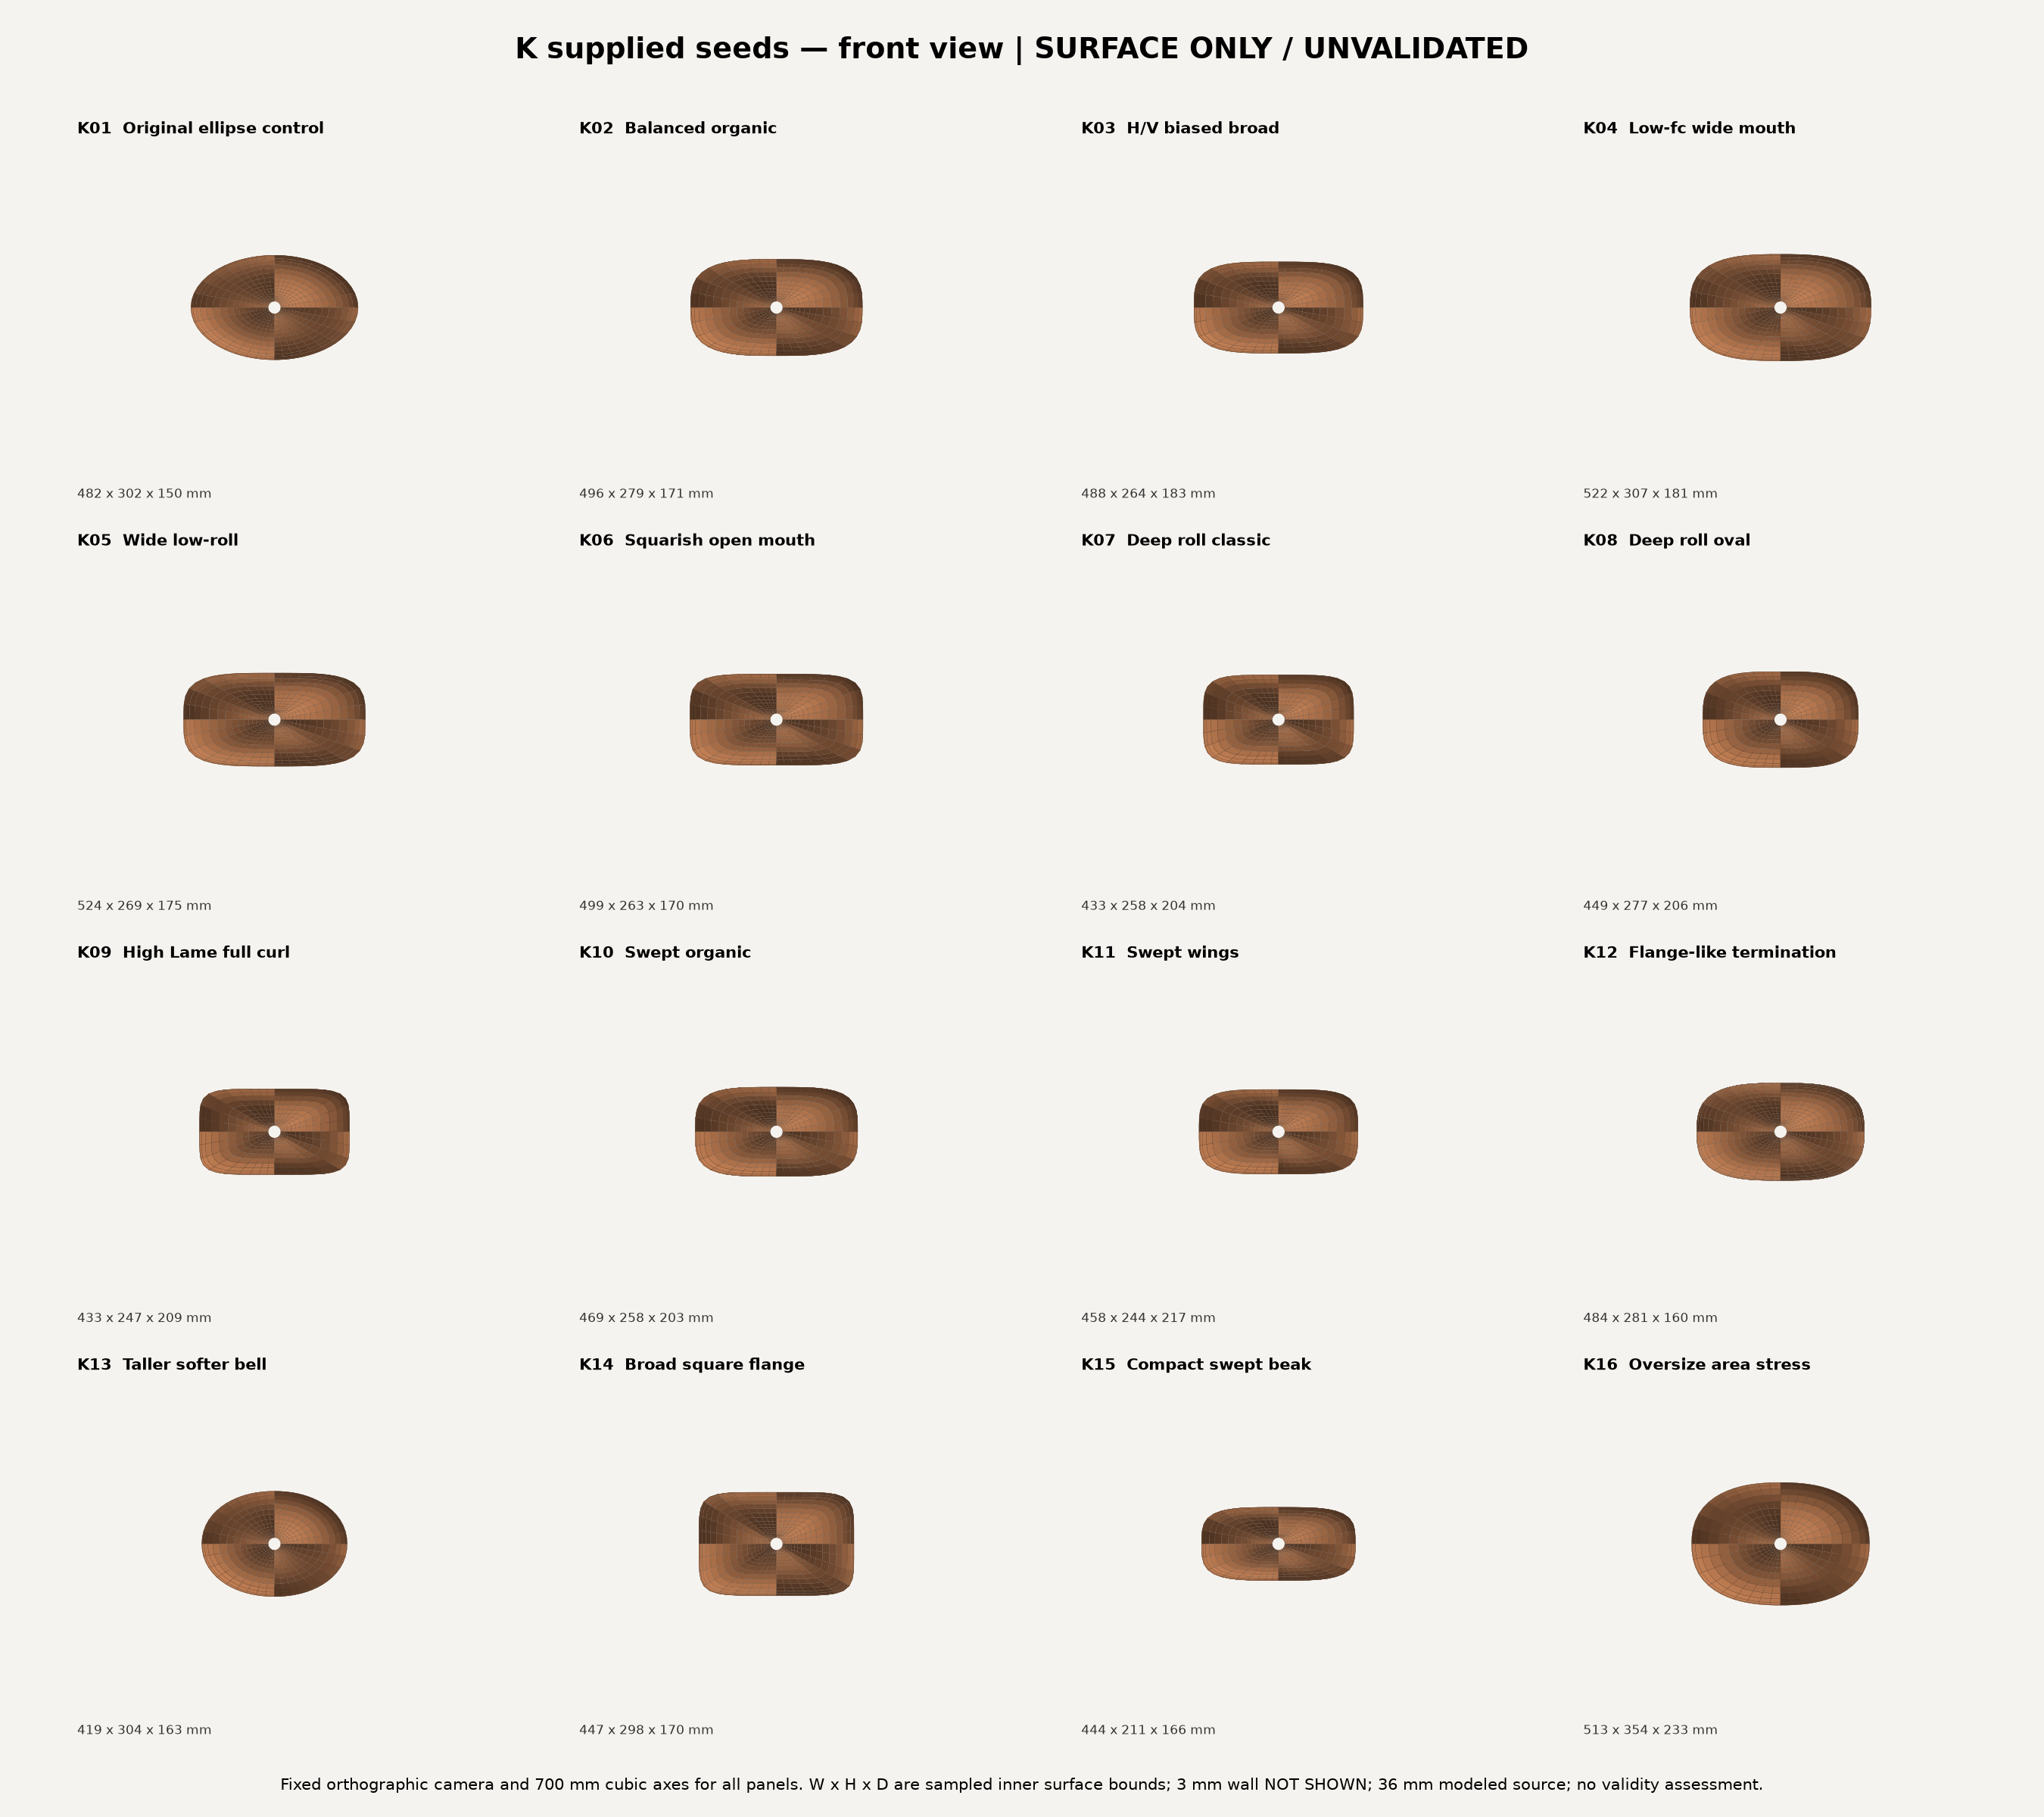 K supplied seeds — front view | SURFACE ONLY / UNVALIDATED
K01  Original ellipse control
K02  Balanced organic
K03  H/V biased broad
K04  Low-fc wide mouth
482 x 302 x 150 mm
496 x 279 x 171 mm
488 x 264 x 183 mm
522 x 307 x 181 mm
K05  Wide low-roll
K06  Squarish open mouth
K07  Deep roll classic
K08  Deep roll oval
524 x 269 x 175 mm
499 x 263 x 170 mm
433 x 258 x 204 mm
449 x 277 x 206 mm
K09  High Lame full curl
K10  Swept organic
K11  Swept wings
K12  Flange-like termination
433 x 247 x 209 mm
469 x 258 x 203 mm
458 x 244 x 217 mm
484 x 281 x 160 mm
K13  Taller softer bell
K14  Broad square flange
K15  Compact swept beak
K16  Oversize area stress
419 x 304 x 163 mm
447 x 298 x 170 mm
444 x 211 x 166 mm
513 x 354 x 233 mm
Fixed orthographic camera and 700 mm cubic axes for all panels. W x H x D are sampled inner surface bounds; 3 mm wall NOT SHOWN; 36 mm modeled source; no validity assessment.